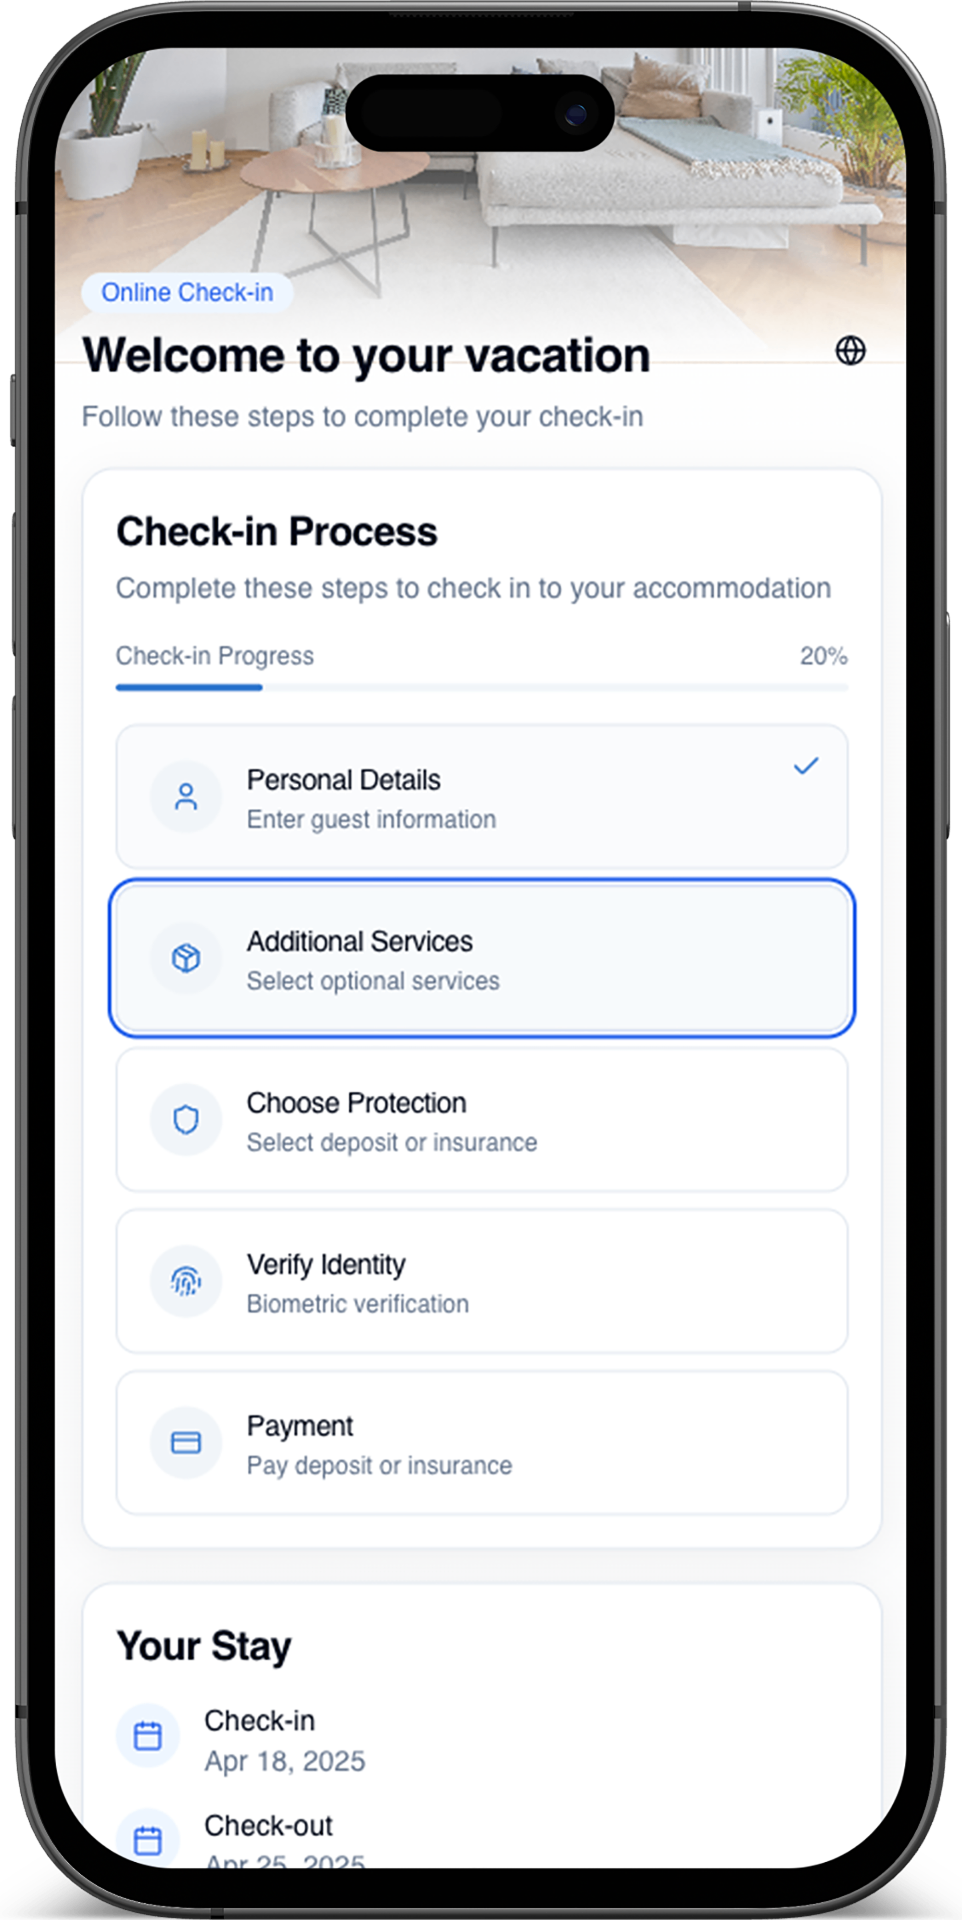 Online Check-in
Welcome to your vacation
Follow these steps to complete your check-in
Check-in Process
Complete these steps to check in to your accommodation
Check-in Progress 20%
Personal Details
Enter guest information
Additional Services
Select optional services
Choose Protection
Select deposit or insurance
Verify Identity
Biometric verification
Payment
Pay deposit or insurance
Your Stay
Check-in
Apr 18, 2025
Check-out
Apr 25, 2025